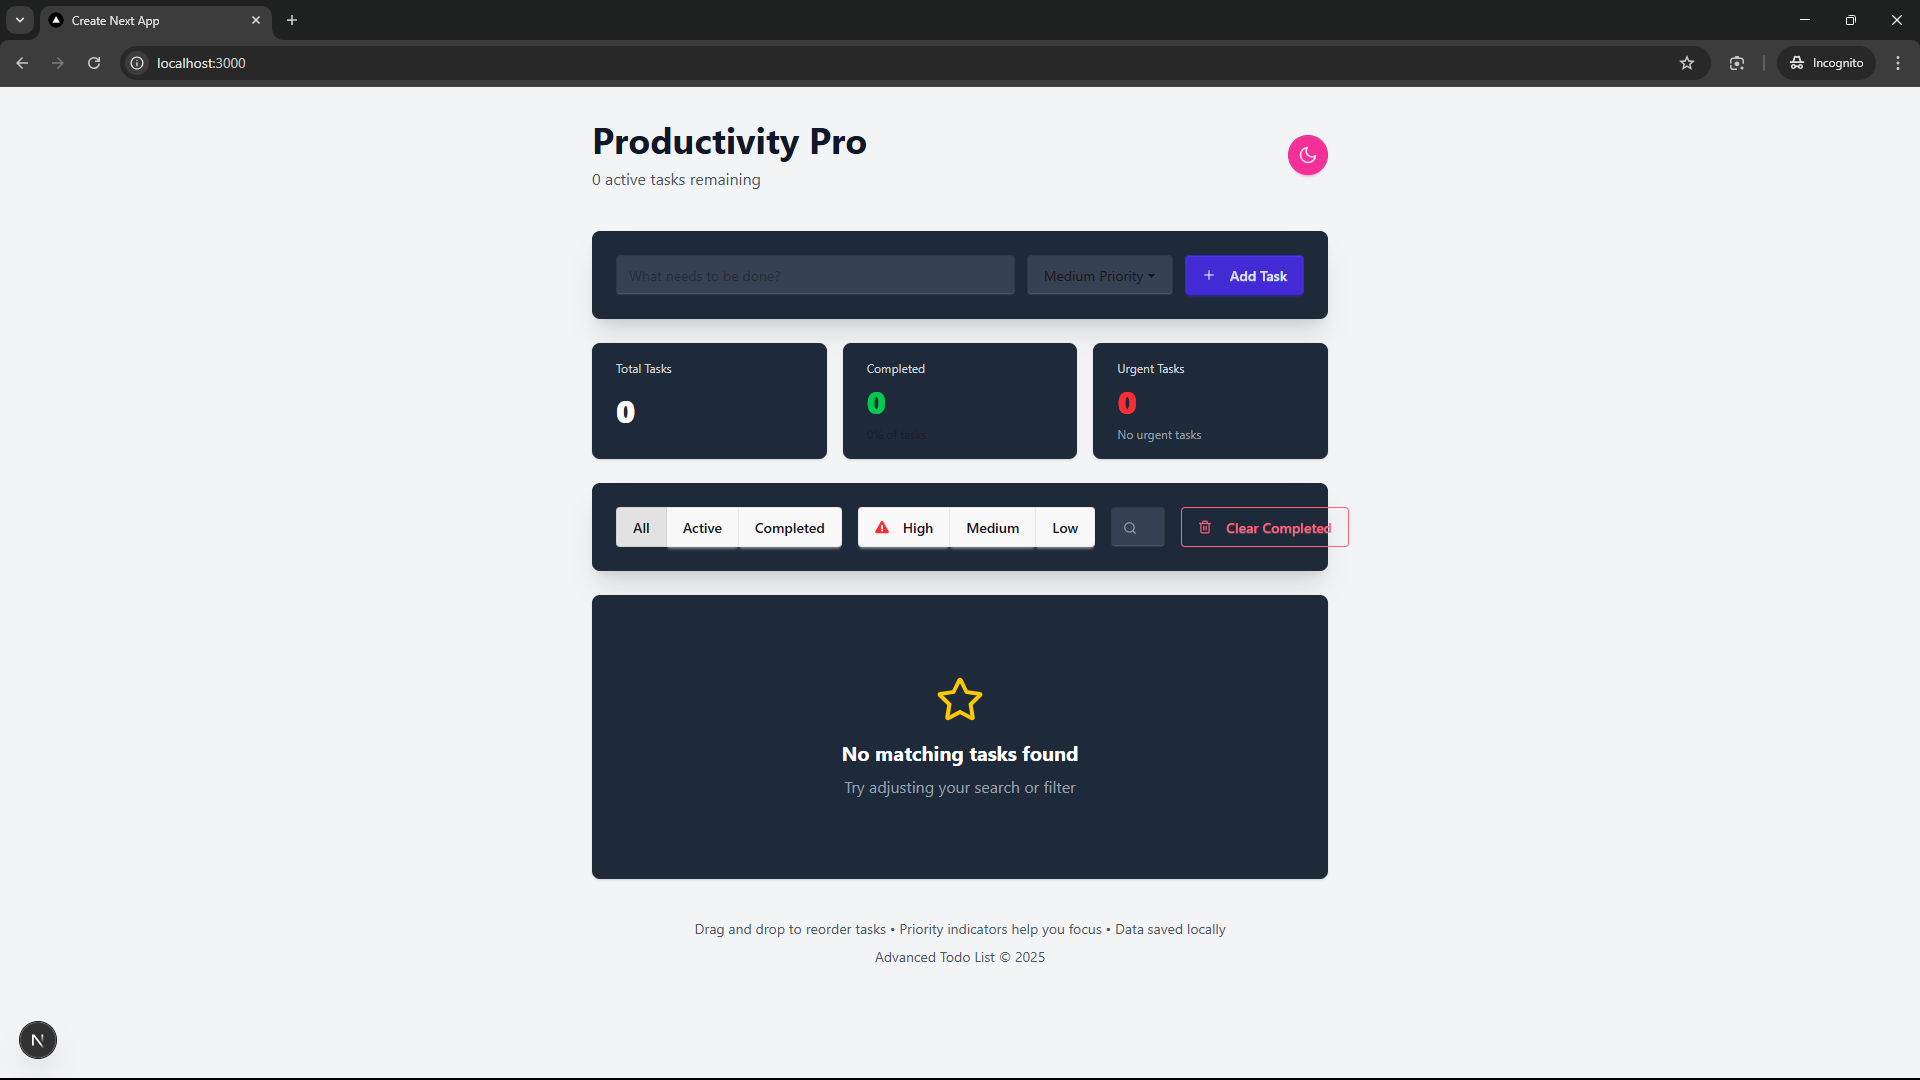 Create Next App
localhost:3000
Incognito
Productivity Pro
0 active tasks remaining
What needs to be done?
Medium Priority
Add Task
Total Tasks
0
Completed
0
0% of tasks
Urgent Tasks
0
No urgent tasks
All
Active
Completed
High
Medium
Low
Clear Completed
No matching tasks found
Try adjusting your search or filter
Drag and drop to reorder tasks • Priority indicators help you focus • Data saved locally
Advanced Todo List © 2025
N